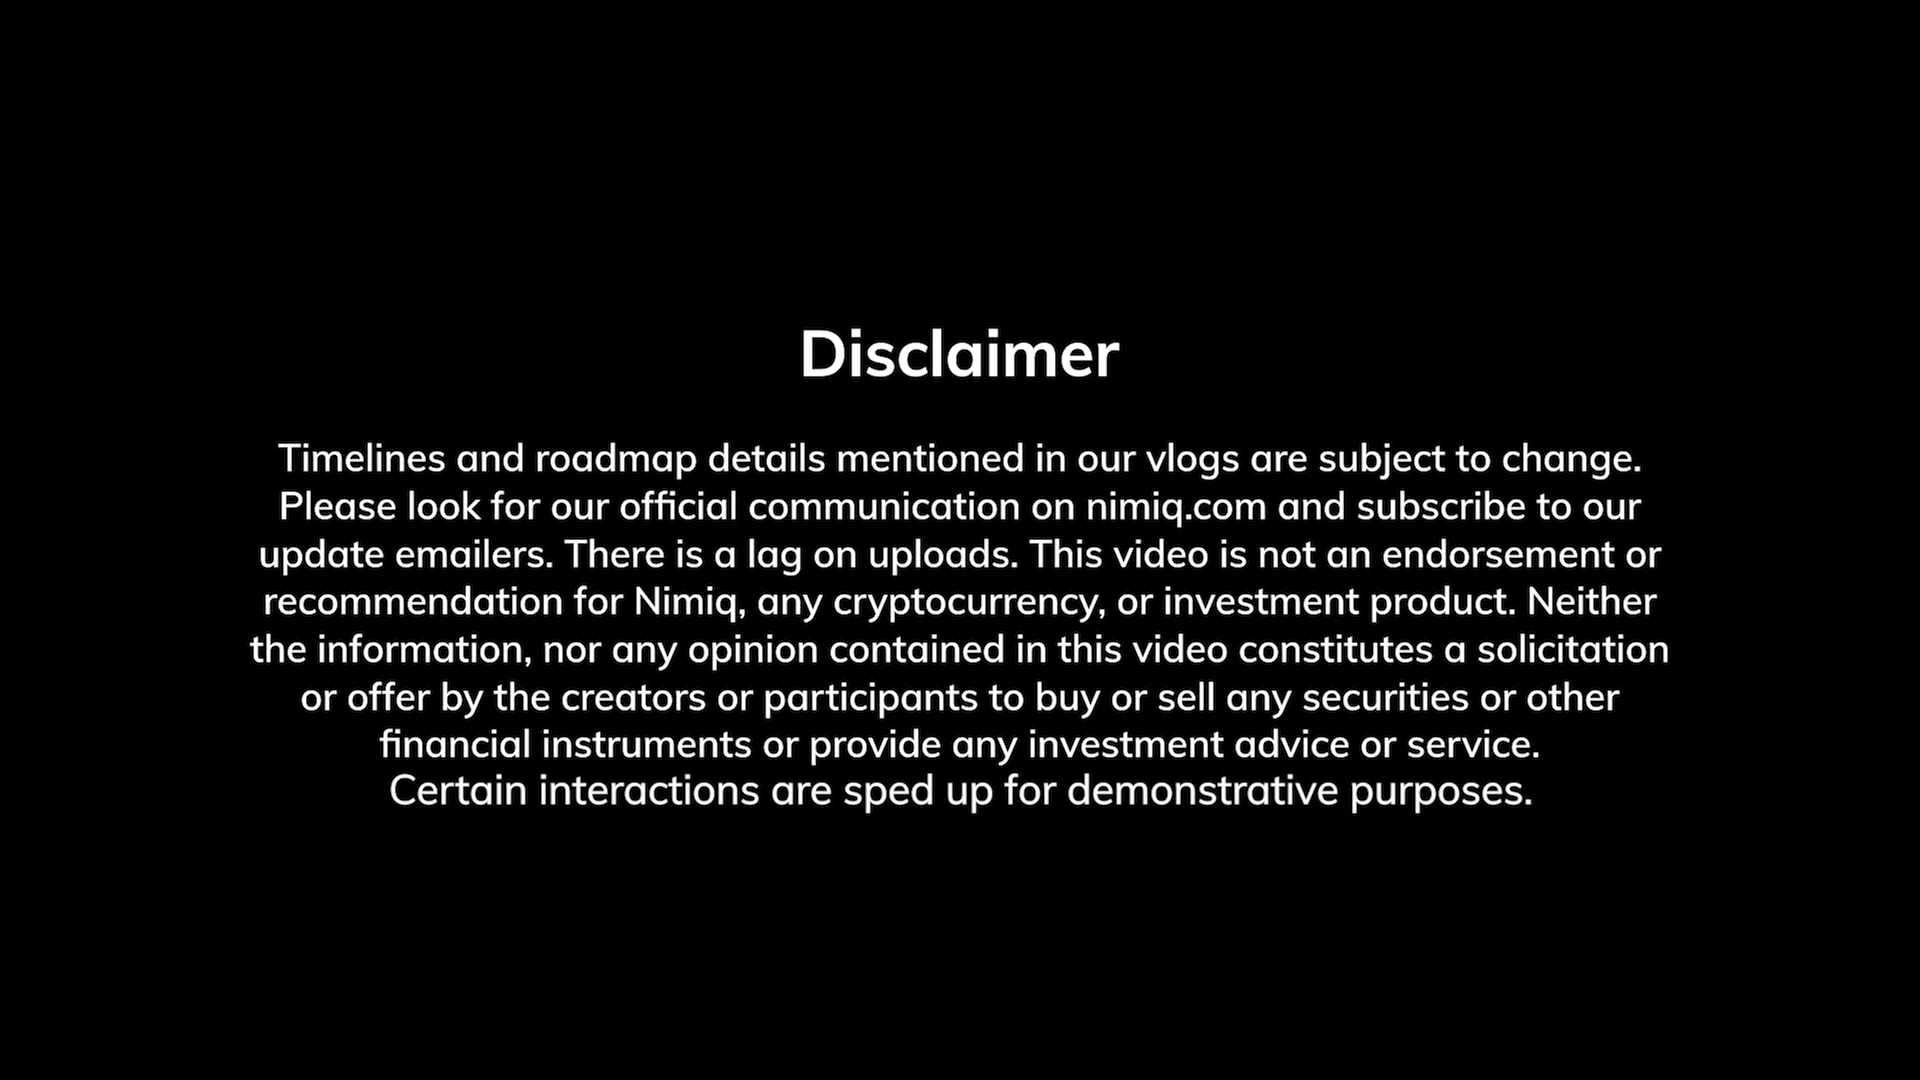 Disclaimer
Timelines and roadmap details mentioned in our vlogs are subject to change.
Please look for our official communication on nimiq.com and subscribe to our
update emailers. There is a lag on uploads. This video is not an endorsement or
recommendation for Nimiq, any cryptocurrency, or investment product. Neither
the information, nor any opinion contained in this video constitutes a solicitation
or offer by the creators or participants to buy or sell any securities or other
financial instruments or provide any investment advice or service.
Certain interactions are sped up for demonstrative purposes.